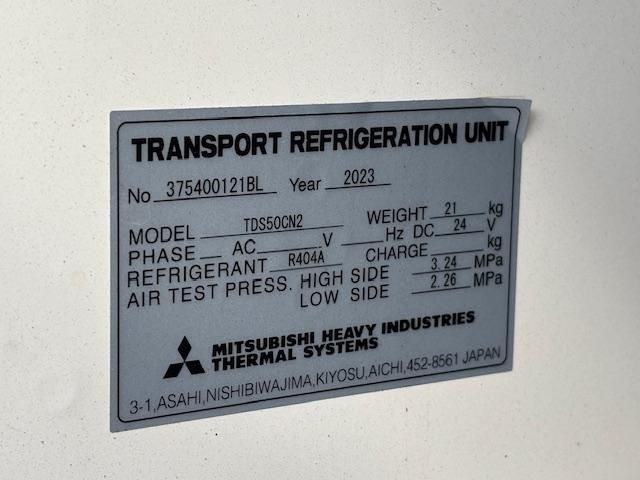 TRANSPORT REFRIGERATION UNIT
No 375400121BL Year 2023
MODEL TDS50CN2 WEIGHT 21 kg
PHASE AC V Hz DC 24 V
REFRIGERANT R404A CHARGE kg
AIR TEST PRESS. HIGH SIDE 3.24 MPa
LOW SIDE 2.26 MPa
MITSUBISHI HEAVY INDUSTRIES
THERMAL SYSTEMS
3-1,ASAHI,NISHIBIWAJIMA,KIYOSU,AICHI,452-8561 JAPAN